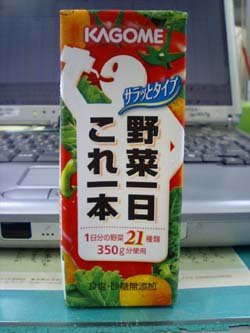 KAGOME
サラッとタイプ
野菜一日
これ一本
1日分の野菜 21種類
350g分使用
食塩・砂糖無添加